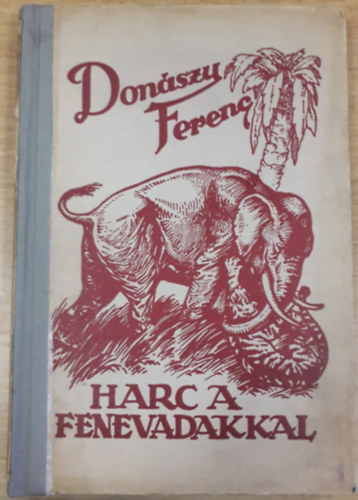 Donászy
Ferenc
HARC A
FENEVADAKKAL